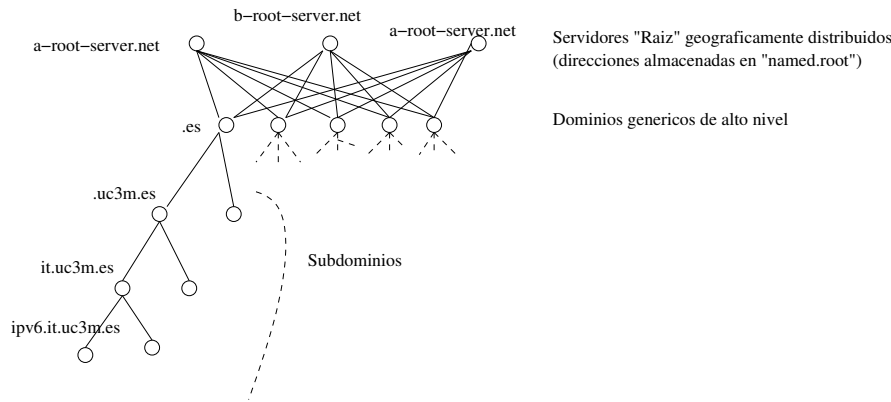 b−root−server.net
a−root−server.net
a−root−server.net
Servidores "Raiz" geograficamente distribuidos
(direcciones almacenadas en "named.root")
.es
Dominios genericos de alto nivel
.uc3m.es
Subdominios
it.uc3m.es
ipv6.it.uc3m.es